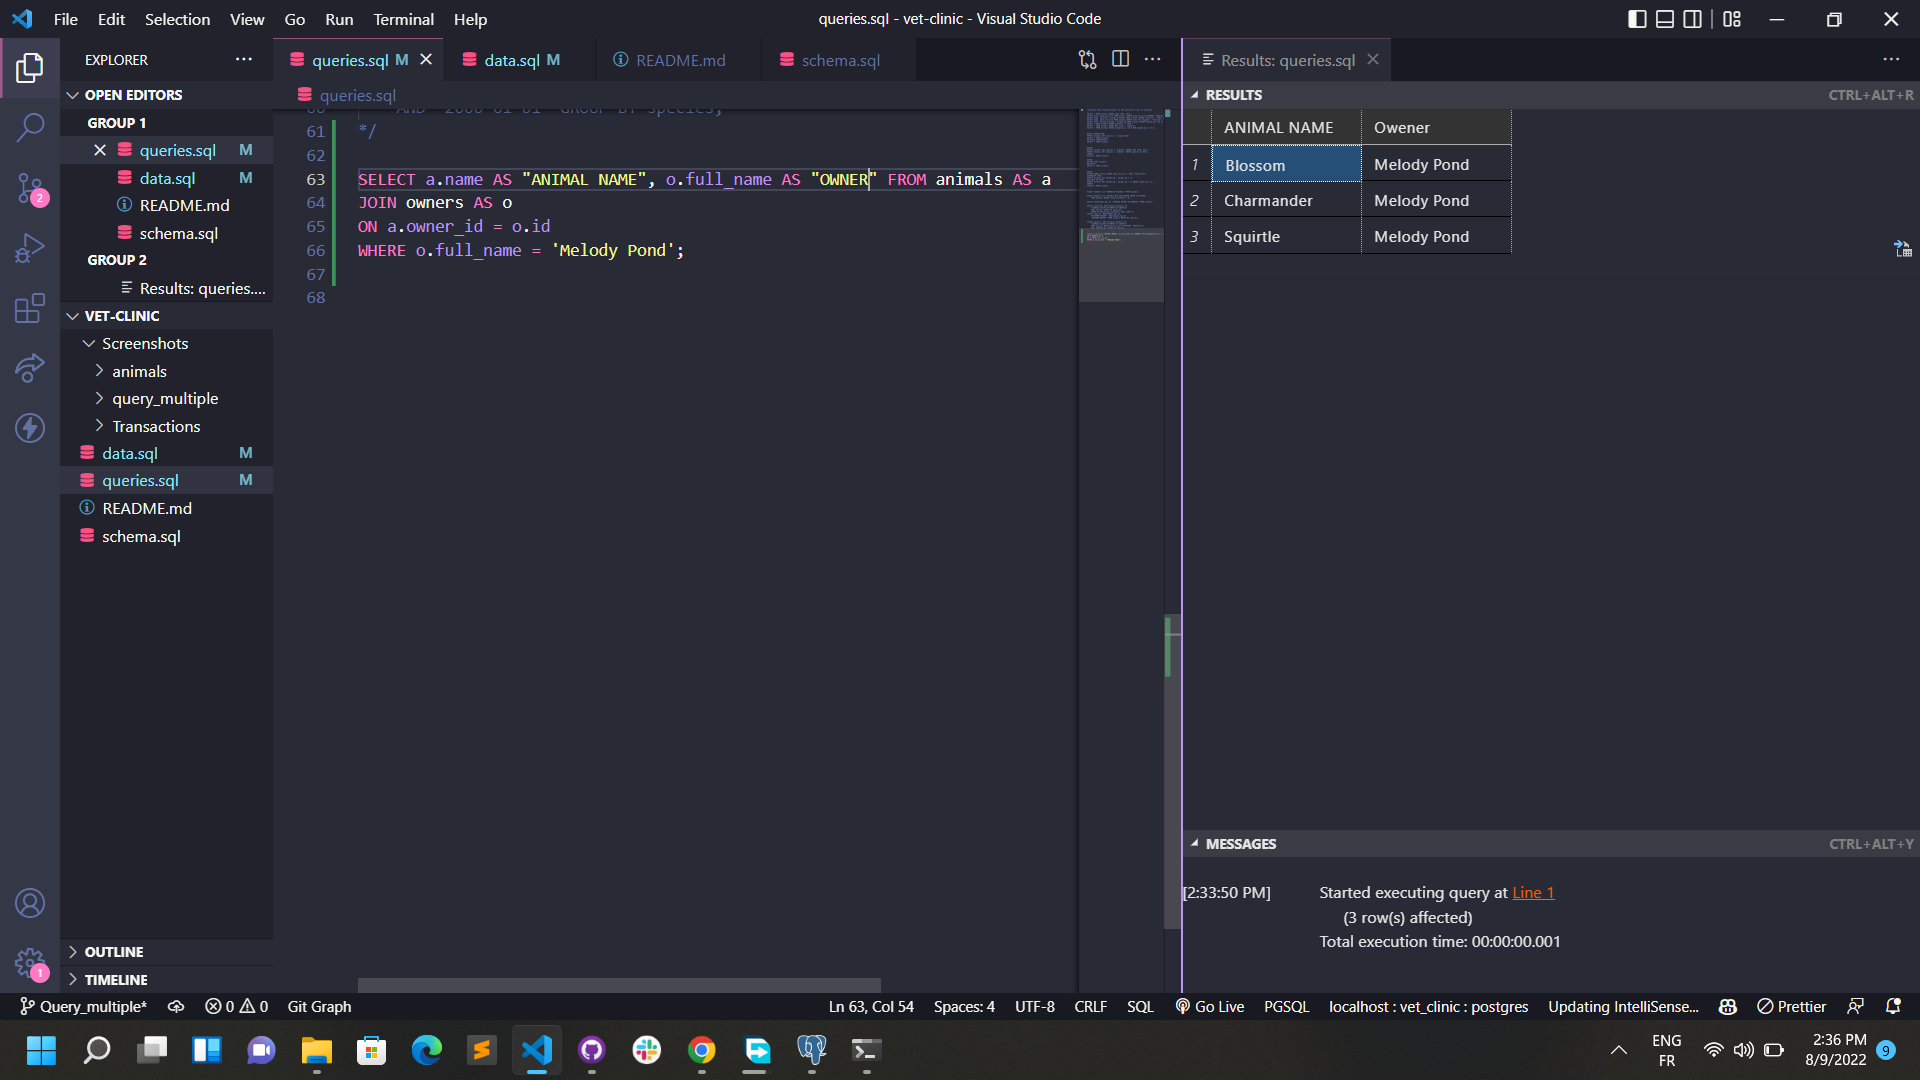 File Edit Selection View Go Run Terminal Help
queries.sql - vet-clinic - Visual Studio Code
EXPLORER
OPEN EDITORS
GROUP 1
queries.sql M
data.sql M
README.md
schema.sql
GROUP 2
Results: queries....
VET-CLINIC
Screenshots
animals
query_multiple
Transactions
data.sql M
queries.sql M
README.md
schema.sql
OUTLINE
TIMELINE
2
1
queries.sql M
data.sql M
README.md
schema.sql
queries.sql
61 */
62
63 SELECT a.name AS "ANIMAL NAME", o.full_name AS "OWNER" FROM animals AS a
64 JOIN owners AS o
65 ON a.owner_id = o.id
66 WHERE o.full_name = 'Melody Pond';
67
68
Results: queries.sql
RESULTS CTRL+ALT+R
ANIMAL NAME Owener
1 Blossom Melody Pond
2 Charmander Melody Pond
3 Squirtle Melody Pond
MESSAGES CTRL+ALT+Y
[2:33:50 PM] Started executing query at Line 1
(3 row(s) affected)
Total execution time: 00:00:00.001
Query_multiple* 0 0 Git Graph Ln 63, Col 54 Spaces: 4 UTF-8 CRLF SQL Go Live PGSQL localhost : vet_clinic : postgres Updating IntelliSense... Prettier
ENG
FR
2:36 PM
8/9/2022
9